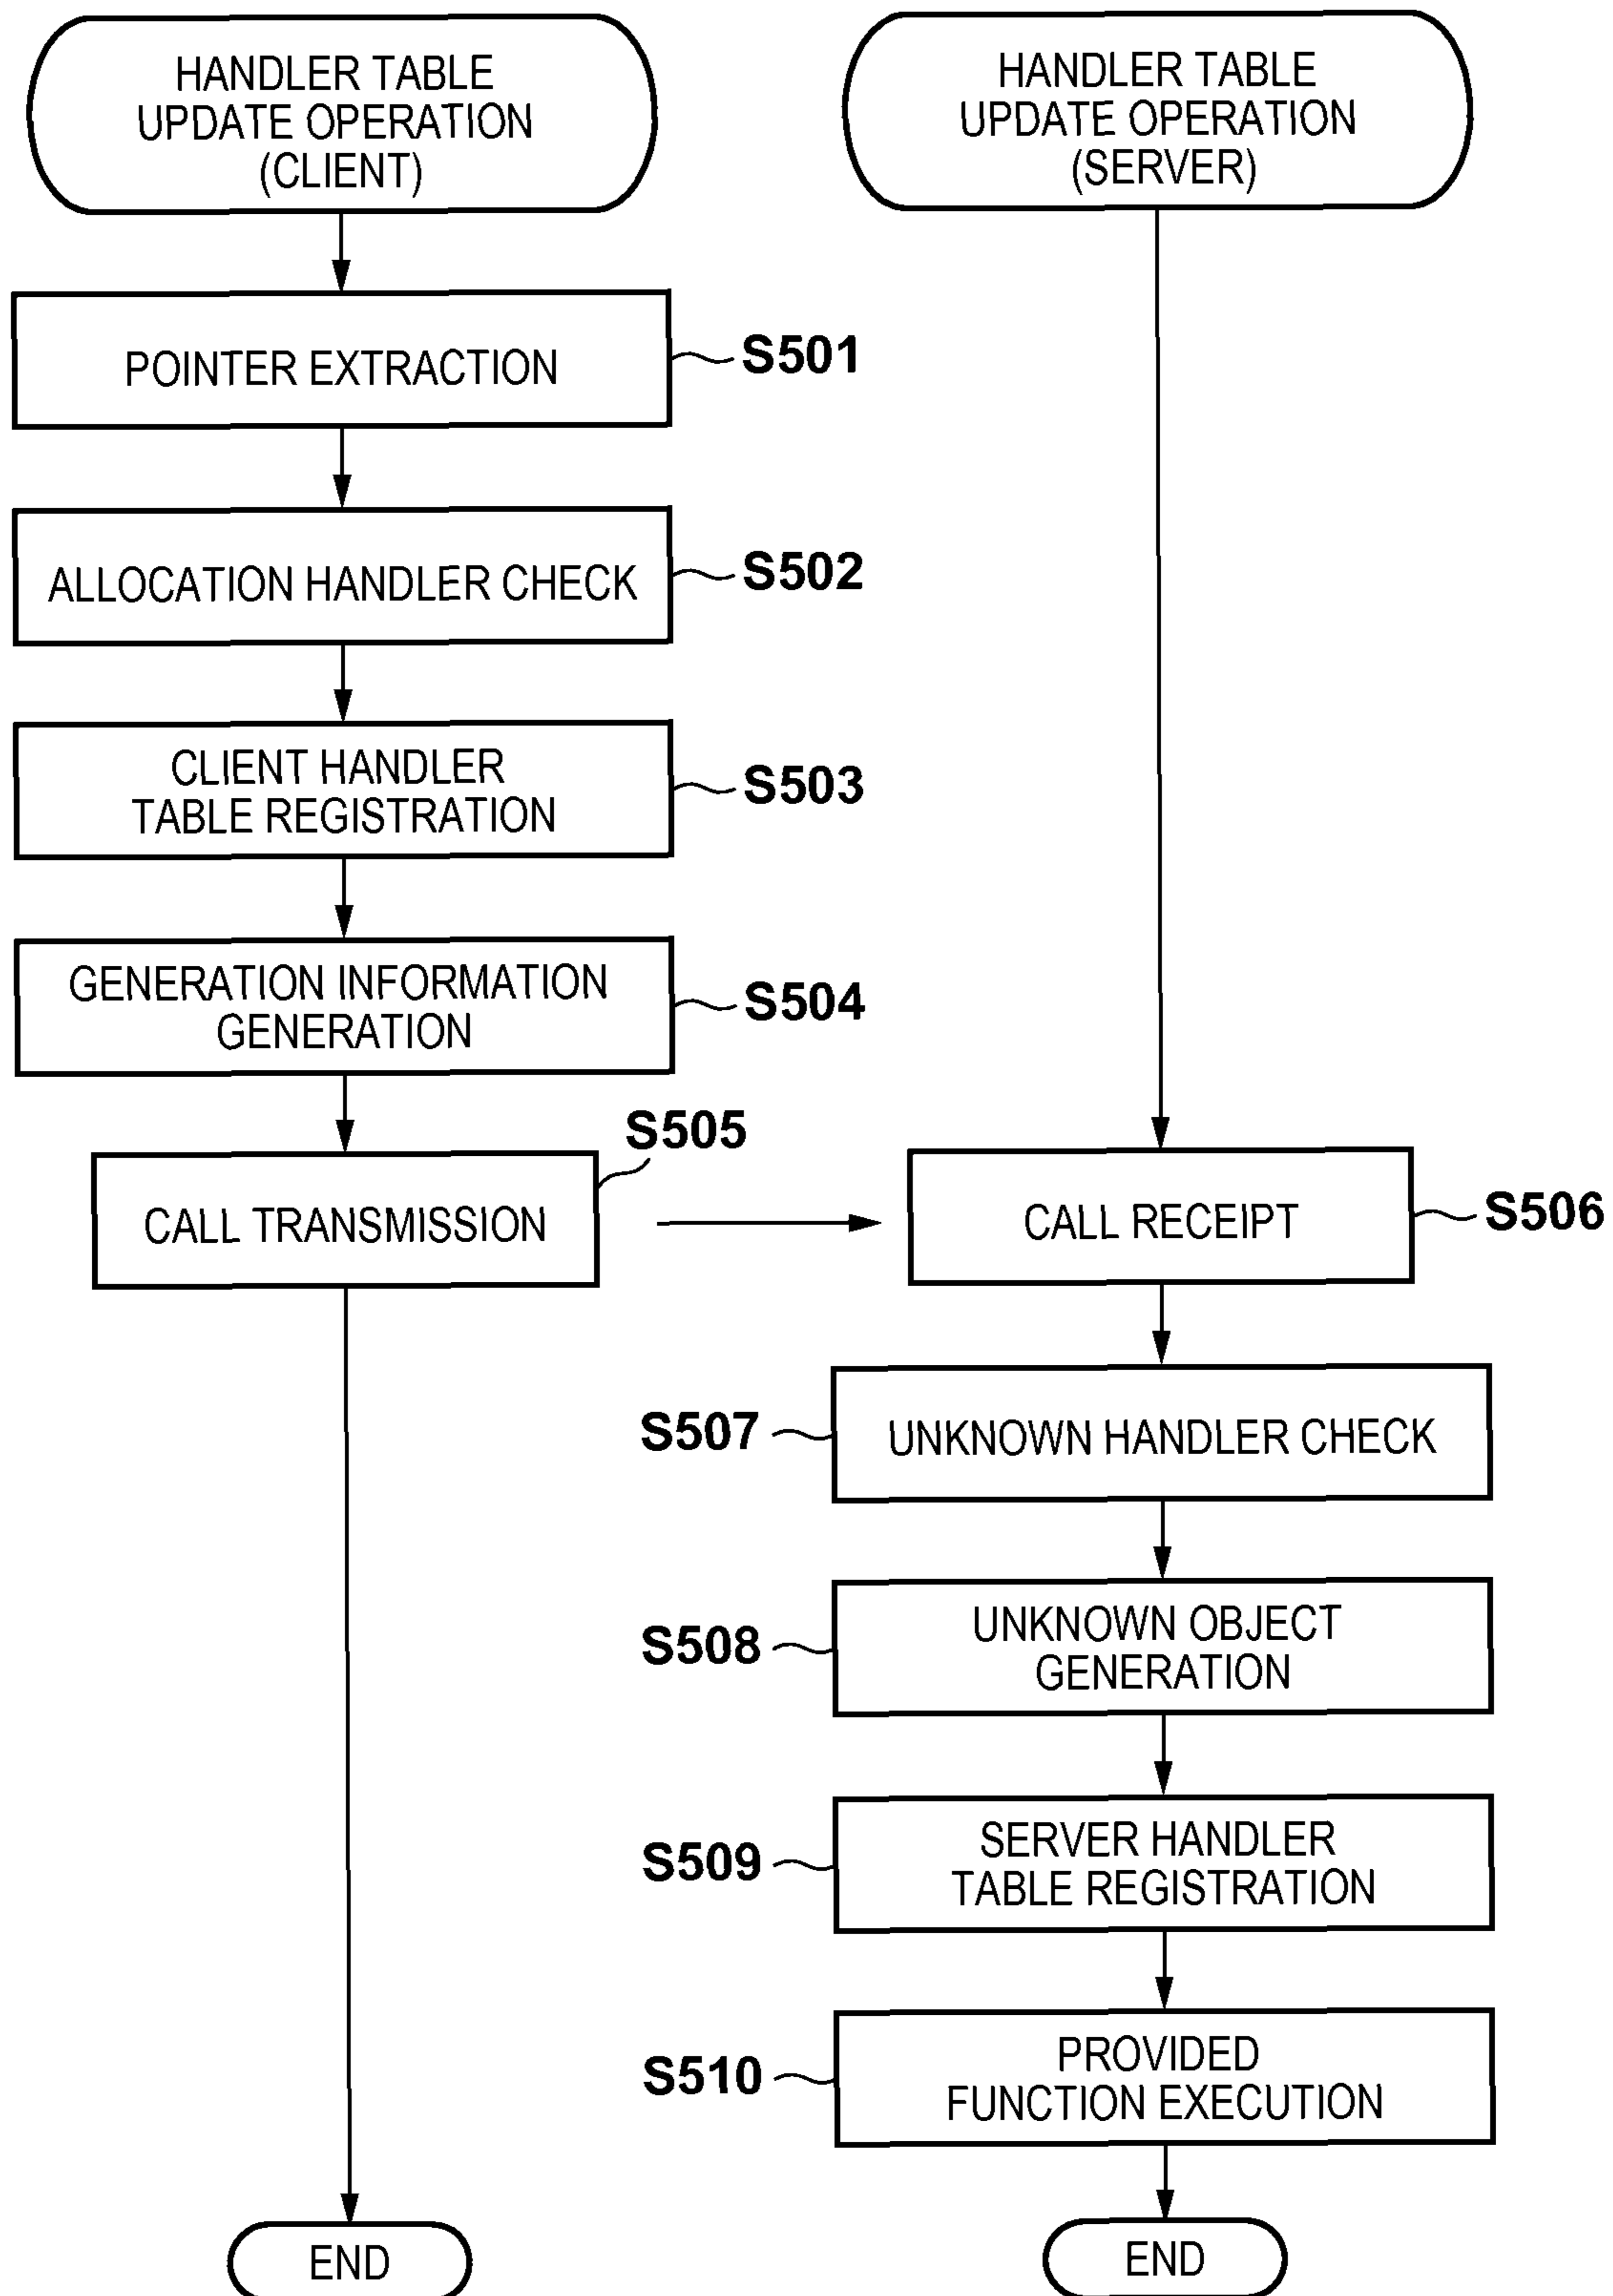 HANDLER TABLE
UPDATE OPERATION
(CLIENT)
POINTER EXTRACTION
S501
ALLOCATION HANDLER CHECK
S502
CLIENT HANDLER
TABLE REGISTRATION
S503
GENERATION INFORMATION
GENERATION
S504
S505
CALL TRANSMISSION
END
HANDLER TABLE
UPDATE OPERATION
(SERVER)
CALL RECEIPT
S506
S507
UNKNOWN HANDLER CHECK
S508
UNKNOWN OBJECT
GENERATION
S509
SERVER HANDLER
TABLE REGISTRATION
S510
PROVIDED
FUNCTION EXECUTION
END